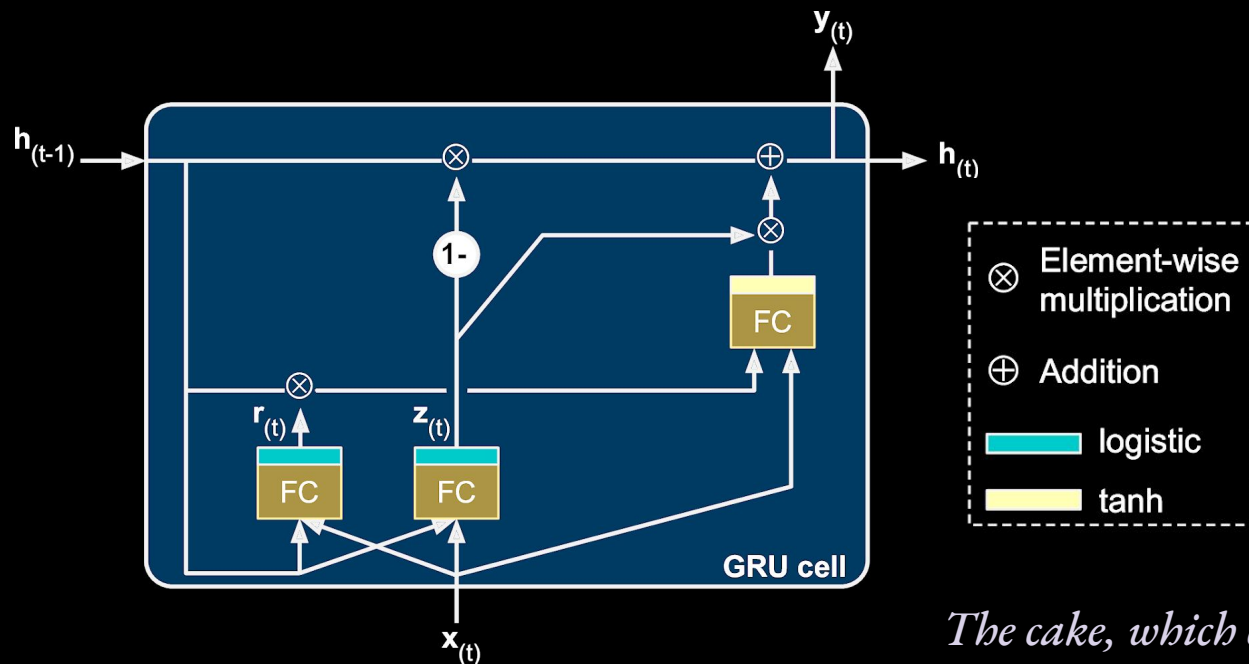 y(t)
h(t-1)
h(t)
1-
⊗ Element-wise
multiplication
FC
⊕ Addition
r(t)
z(t)
logistic
FC
FC
tanh
GRU cell
x(t)
The cake, which